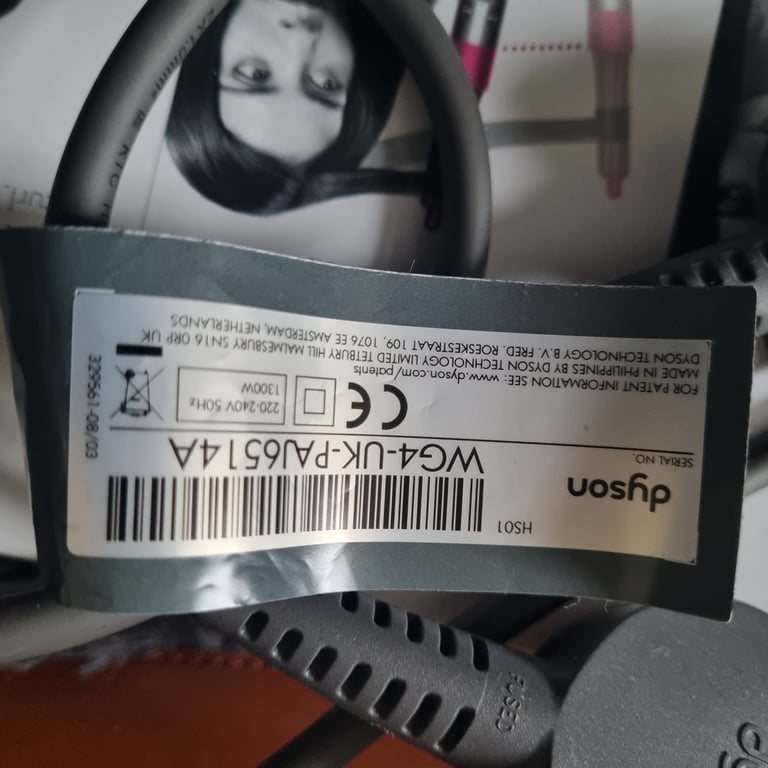 dyson
HS01
SERIAL NO.
WG4-UK-PAJ6514A
220-240V 50Hz
1300W
FOR PATENT INFORMATION SEE: www.dyson.com/patents
MADE IN PHILIPPINES BY DYSON TECHNOLOGY LIMITED TETBURY HILL MALMESBURY SN16 0RP UK
DYSON TECHNOLOGY B.V. FRED. ROESKESTRAAT 109, 1076 EE AMSTERDAM, NETHERLANDS
329561-08/03
FUSED
curl.